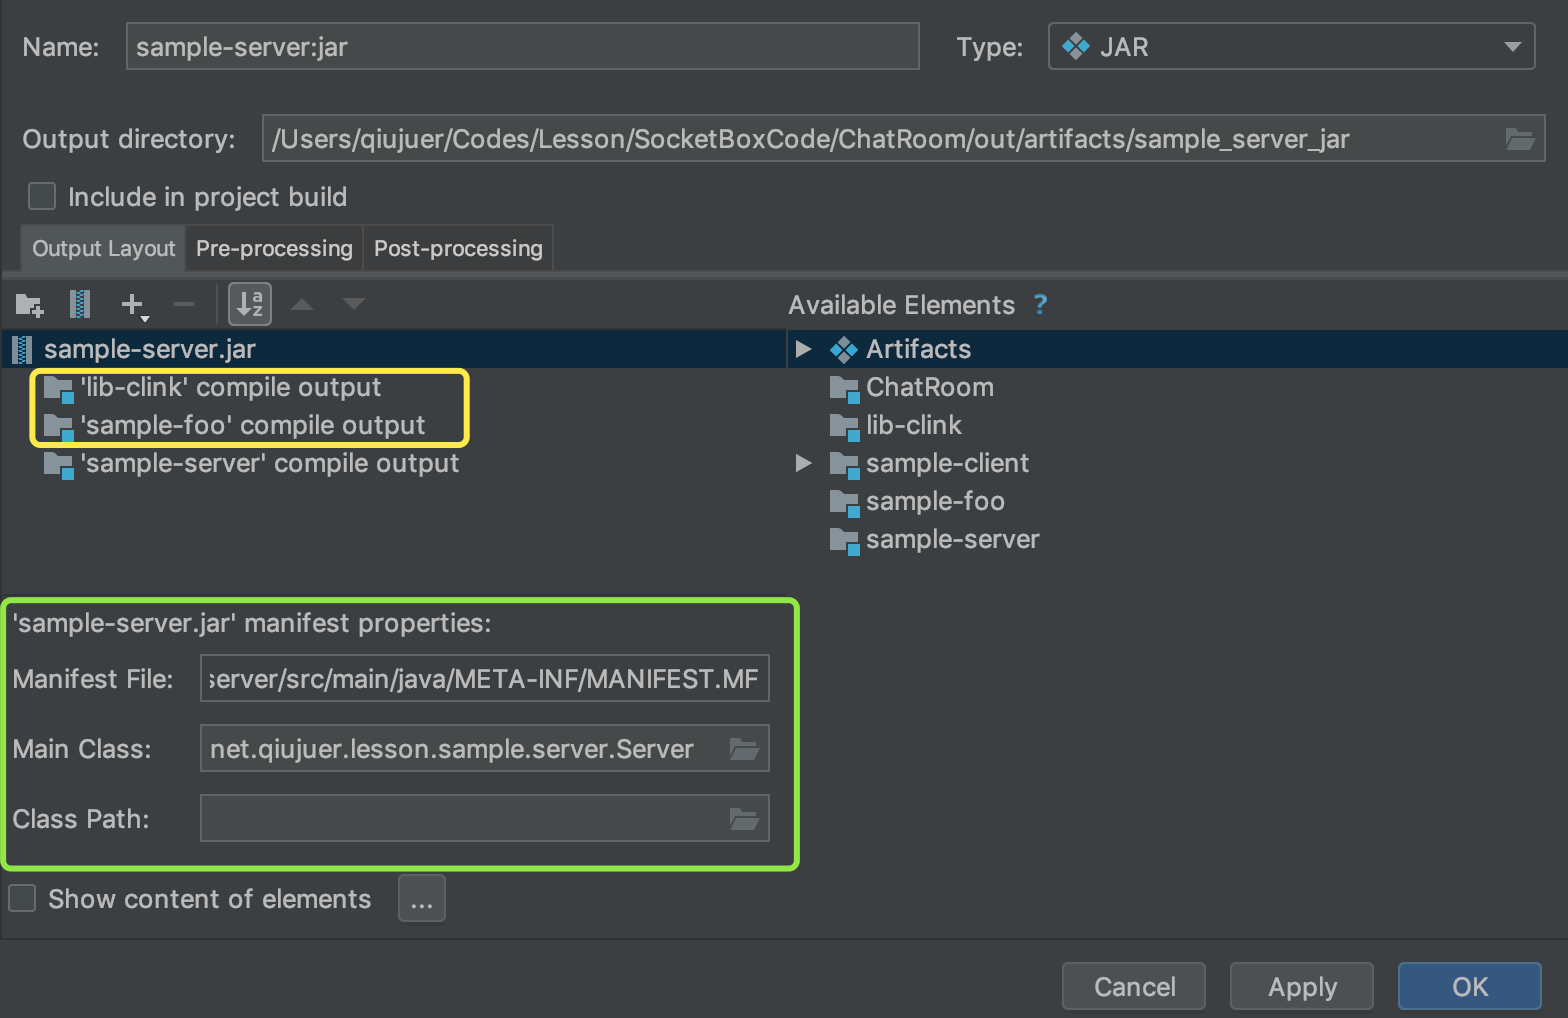 Name: sample-server:jar Type: JAR
Output directory: /Users/qiujuer/Codes/Lesson/SocketBoxCode/ChatRoom/out/artifacts/sample_server_jar
Include in project build
Output Layout Pre-processing Post-processing
a z Available Elements ?
sample-server.jar Artifacts
'lib-clink' compile output ChatRoom
'sample-foo' compile output lib-clink
'sample-server' compile output sample-client
sample-foo
sample-server
'sample-server.jar' manifest properties:
Manifest File: server/src/main/java/META-INF/MANIFEST.MF
Main Class: net.qiujuer.lesson.sample.server.Server
Class Path:
Show content of elements ...
Cancel Apply OK